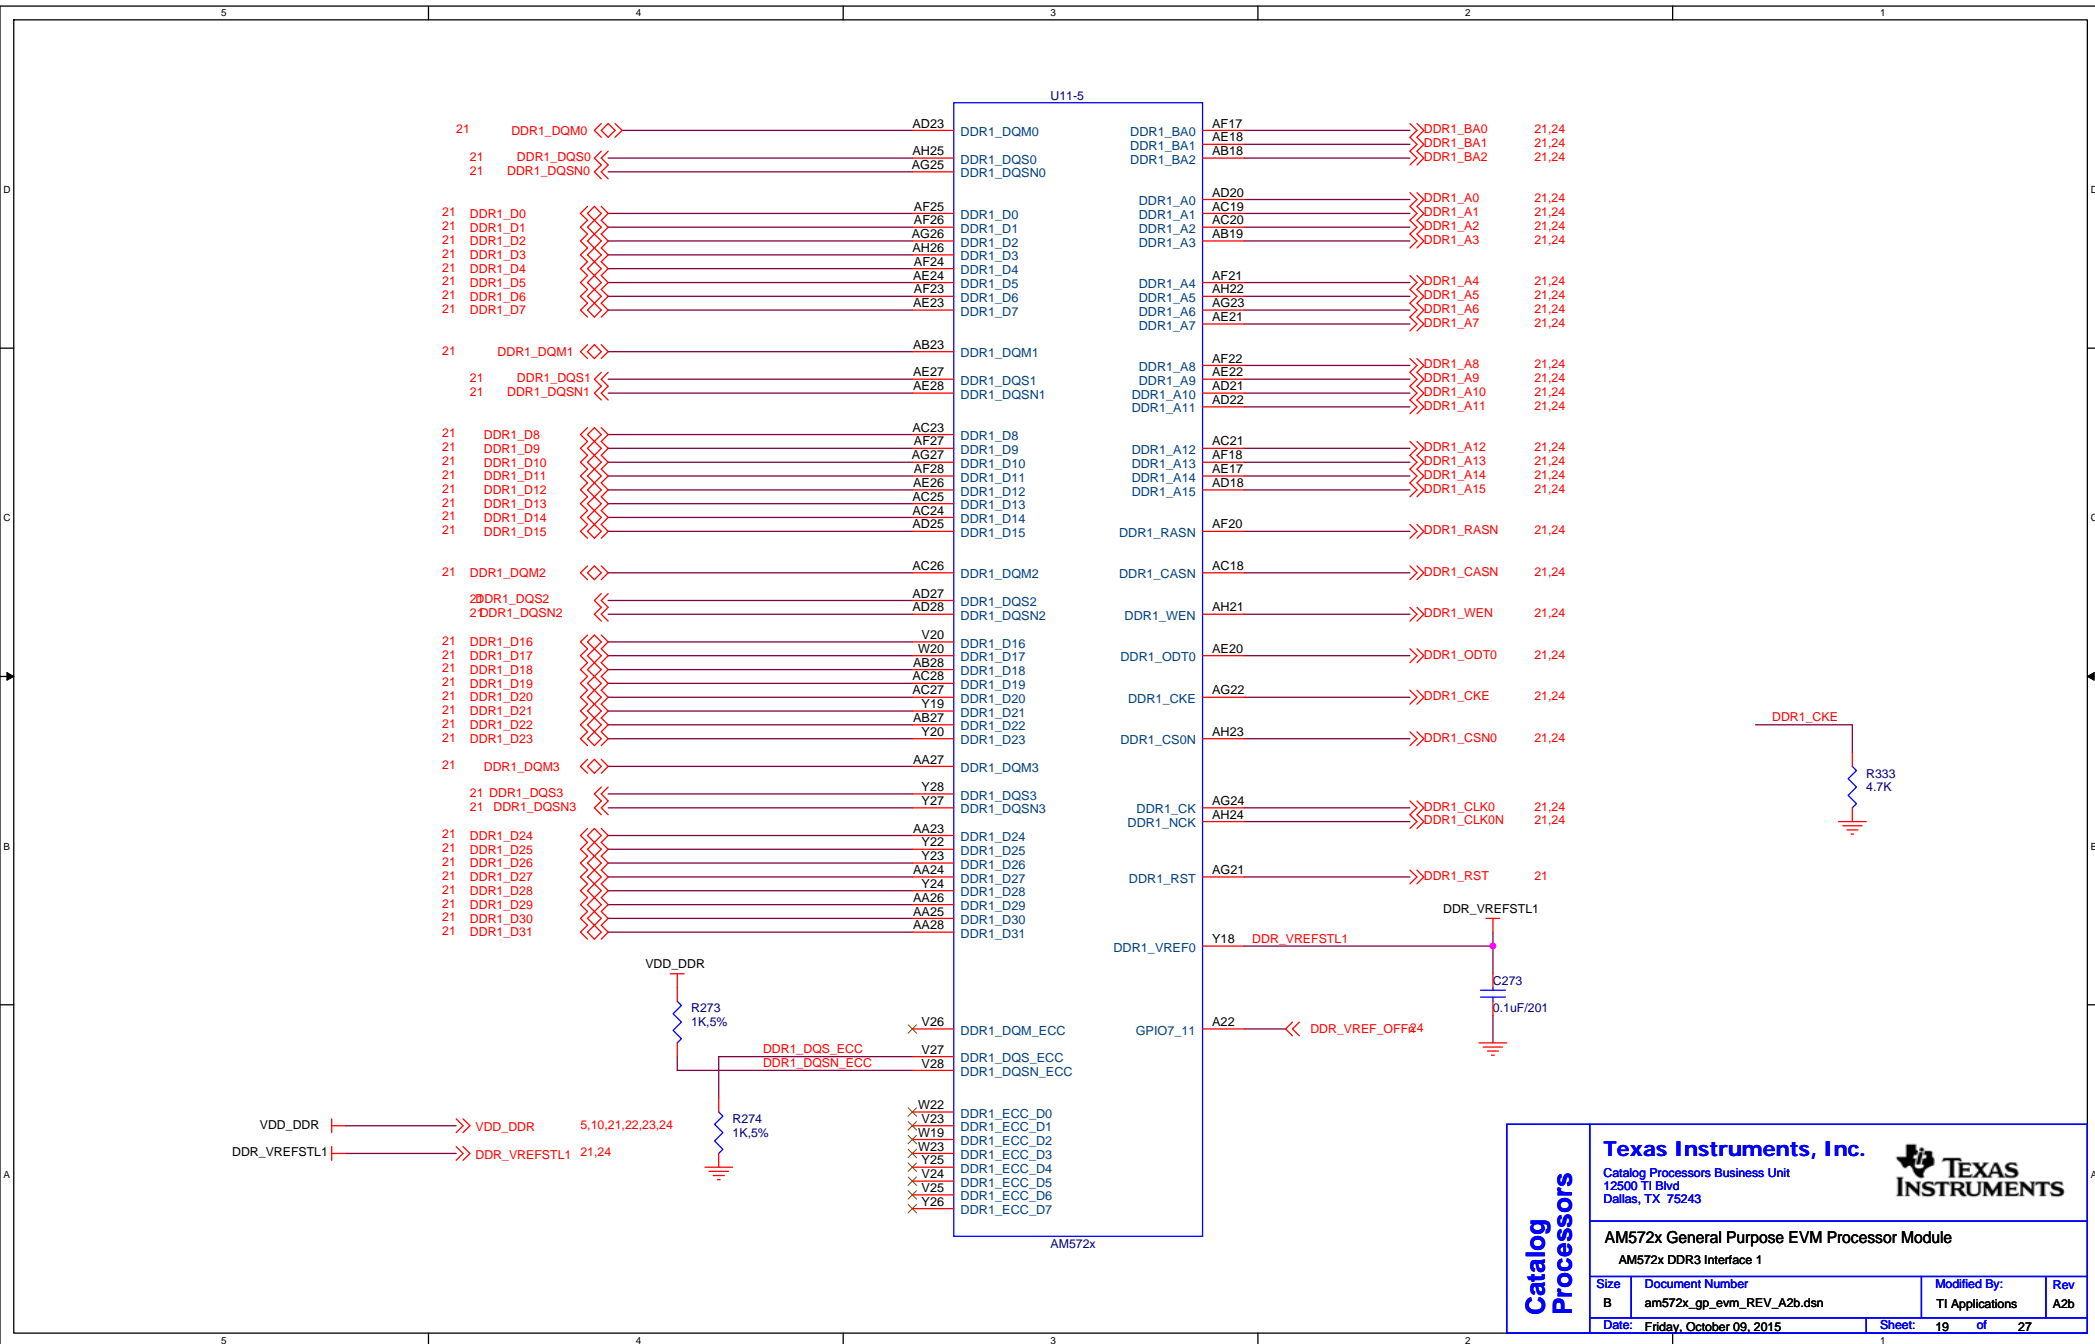 5 4 3 2 1
U11-5
21 DDR1_DQM0 AD23 DDR1_DQM0
21 DDR1_DQS0 AH25 DDR1_DQS0
21 DDR1_DQSN0 AG25 DDR1_DQSN0
D
21 DDR1_D0 AF25 DDR1_D0
21 DDR1_D1 AF26 DDR1_D1
21 DDR1_D2 AG26 DDR1_D2
21 DDR1_D3 AH26 DDR1_D3
21 DDR1_D4 AF24 DDR1_D4
21 DDR1_D5 AE24 DDR1_D5
21 DDR1_D6 AF23 DDR1_D6
21 DDR1_D7 AE23 DDR1_D7
21 DDR1_DQM1 AB23 DDR1_DQM1
21 DDR1_DQS1 AE27 DDR1_DQS1
21 DDR1_DQSN1 AE28 DDR1_DQSN1
21 DDR1_D8 AC23 DDR1_D8
21 DDR1_D9 AF27 DDR1_D9
21 DDR1_D10 AG27 DDR1_D10
21 DDR1_D11 AF28 DDR1_D11
21 DDR1_D12 AE26 DDR1_D12
21 DDR1_D13 AC25 DDR1_D13
21 DDR1_D14 AC24 DDR1_D14
21 DDR1_D15 AD25 DDR1_D15
C
21 DDR1_DQM2 AC26 DDR1_DQM2
21 DDR1_DQS2 AD27 DDR1_DQS2
21 DDR1_DQSN2 AD28 DDR1_DQSN2
21 DDR1_D16 V20 DDR1_D16
21 DDR1_D17 W20 DDR1_D17
21 DDR1_D18 AB28 DDR1_D18
21 DDR1_D19 AC28 DDR1_D19
21 DDR1_D20 AC27 DDR1_D20
21 DDR1_D21 Y19 DDR1_D21
21 DDR1_D22 AB27 DDR1_D22
21 DDR1_D23 Y20 DDR1_D23
21 DDR1_DQM3 AA27 DDR1_DQM3
21 DDR1_DQS3 Y28 DDR1_DQS3
21 DDR1_DQSN3 Y27 DDR1_DQSN3
21 DDR1_D24 AA23 DDR1_D24
21 DDR1_D25 Y22 DDR1_D25
B
21 DDR1_D26 Y23 DDR1_D26
21 DDR1_D27 AA24 DDR1_D27
21 DDR1_D28 Y24 DDR1_D28
21 DDR1_D29 AA26 DDR1_D29
21 DDR1_D30 AA25 DDR1_D30
21 DDR1_D31 AA28 DDR1_D31
VDD_DDR
R273
1K,5%
V26 DDR1_DQM_ECC
DDR1_DQS_ECC V27 DDR1_DQS_ECC
DDR1_DQSN_ECC V28 DDR1_DQSN_ECC
R274
1K,5%
W22 DDR1_ECC_D0
V23 DDR1_ECC_D1
W19 DDR1_ECC_D2
W23 DDR1_ECC_D3
Y25 DDR1_ECC_D4
V24 DDR1_ECC_D5
V25 DDR1_ECC_D6
Y26 DDR1_ECC_D7
VDD_DDR VDD_DDR 5,10,21,22,23,24
DDR_VREFSTL1 DDR_VREFSTL1 21,24
A
AM572x
DDR1_BA0 AF17 DDR1_BA0 21,24
DDR1_BA1 AE18 DDR1_BA1 21,24
DDR1_BA2 AB18 DDR1_BA2 21,24
DDR1_A0 AD20 DDR1_A0 21,24
DDR1_A1 AC19 DDR1_A1 21,24
DDR1_A2 AC20 DDR1_A2 21,24
DDR1_A3 AB19 DDR1_A3 21,24
DDR1_A4 AF21 DDR1_A4 21,24
DDR1_A5 AH22 DDR1_A5 21,24
DDR1_A6 AG23 DDR1_A6 21,24
DDR1_A7 AE21 DDR1_A7 21,24
DDR1_A8 AF22 DDR1_A8 21,24
DDR1_A9 AE22 DDR1_A9 21,24
DDR1_A10 AD21 DDR1_A10 21,24
DDR1_A11 AD22 DDR1_A11 21,24
DDR1_A12 AC21 DDR1_A12 21,24
DDR1_A13 AF18 DDR1_A13 21,24
DDR1_A14 AE17 DDR1_A14 21,24
DDR1_A15 AD18 DDR1_A15 21,24
DDR1_RASN AF20 DDR1_RASN 21,24
DDR1_CASN AC18 DDR1_CASN 21,24
DDR1_WEN AH21 DDR1_WEN 21,24
DDR1_ODT0 AE20 DDR1_ODT0 21,24
DDR1_CKE AG22 DDR1_CKE 21,24
DDR1_CS0N AH23 DDR1_CSN0 21,24
DDR1_CK AG24 DDR1_CLK0 21,24
DDR1_NCK AH24 DDR1_CLK0N 21,24
DDR1_RST AG21 DDR1_RST 21
DDR_VREFSTL1
DDR1_VREF0 Y18 DDR_VREFSTL1
C273
0.1uF/201
GPIO7_11 A22 DDR_VREF_OFF 24
DDR1_CKE
R333
4.7K
Catalog
Processors
Texas Instruments, Inc.
Catalog Processors Business Unit
12500 TI Blvd
Dallas, TX 75243
TEXAS
INSTRUMENTS
AM572x General Purpose EVM Processor Module
AM572x DDR3 Interface 1
Size Document Number Modified By: Rev
B am572x_gp_evm_REV_A2b.dsn TI Applications A2b
Date: Friday, October 09, 2015 Sheet: 19 of 27
5 4 3 2 1